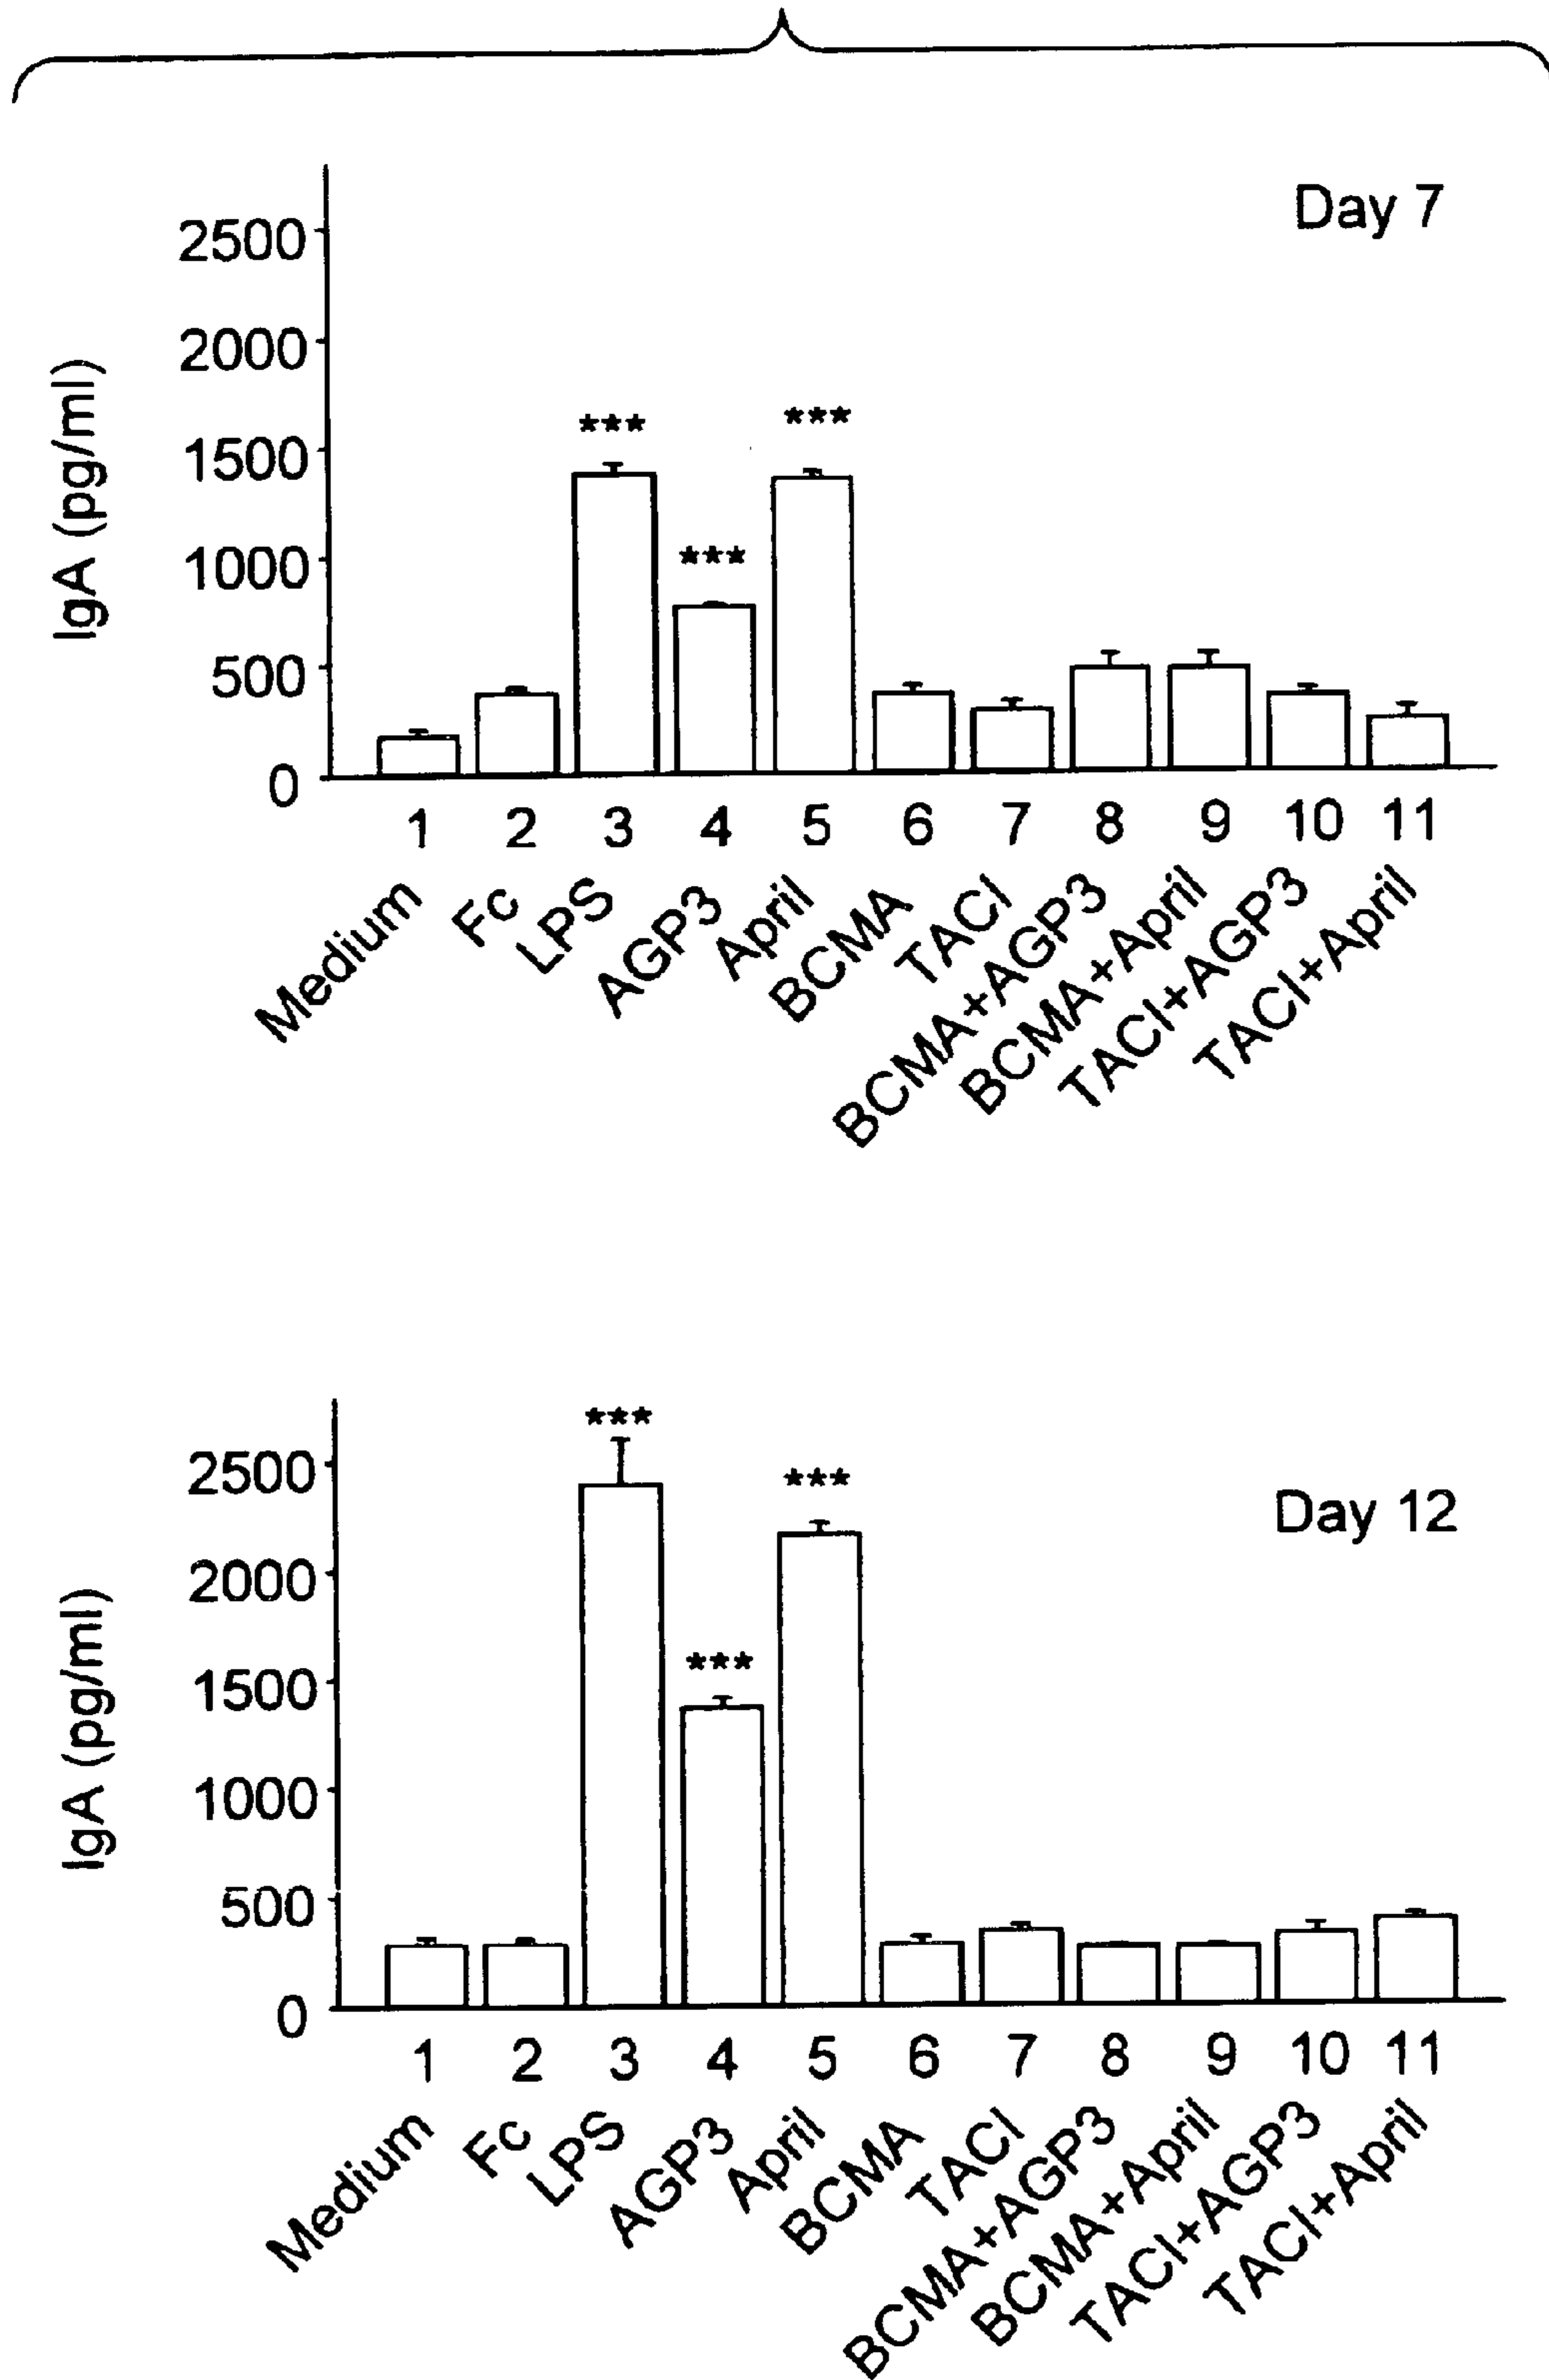 Day 7
IgA (pg/ml)
2500
2000
1500
1000
500
0
***
***
***
1 2 3 4 5 6 7 8 9 10 11
Medium
Fc
LPS
AGP3
April
BCMA
TACI
BCMA+AGP3
BCMA+April
TACI+AGP3
TACI+April
Day 12
IgA (pg/ml)
2500
2000
1500
1000
500
0
***
***
***
1 2 3 4 5 6 7 8 9 10 11
Medium
Fc
LPS
AGP3
April
BCMA
TACI
BCMA+AGP3
BCMA+April
TACI+AGP3
TACI+April